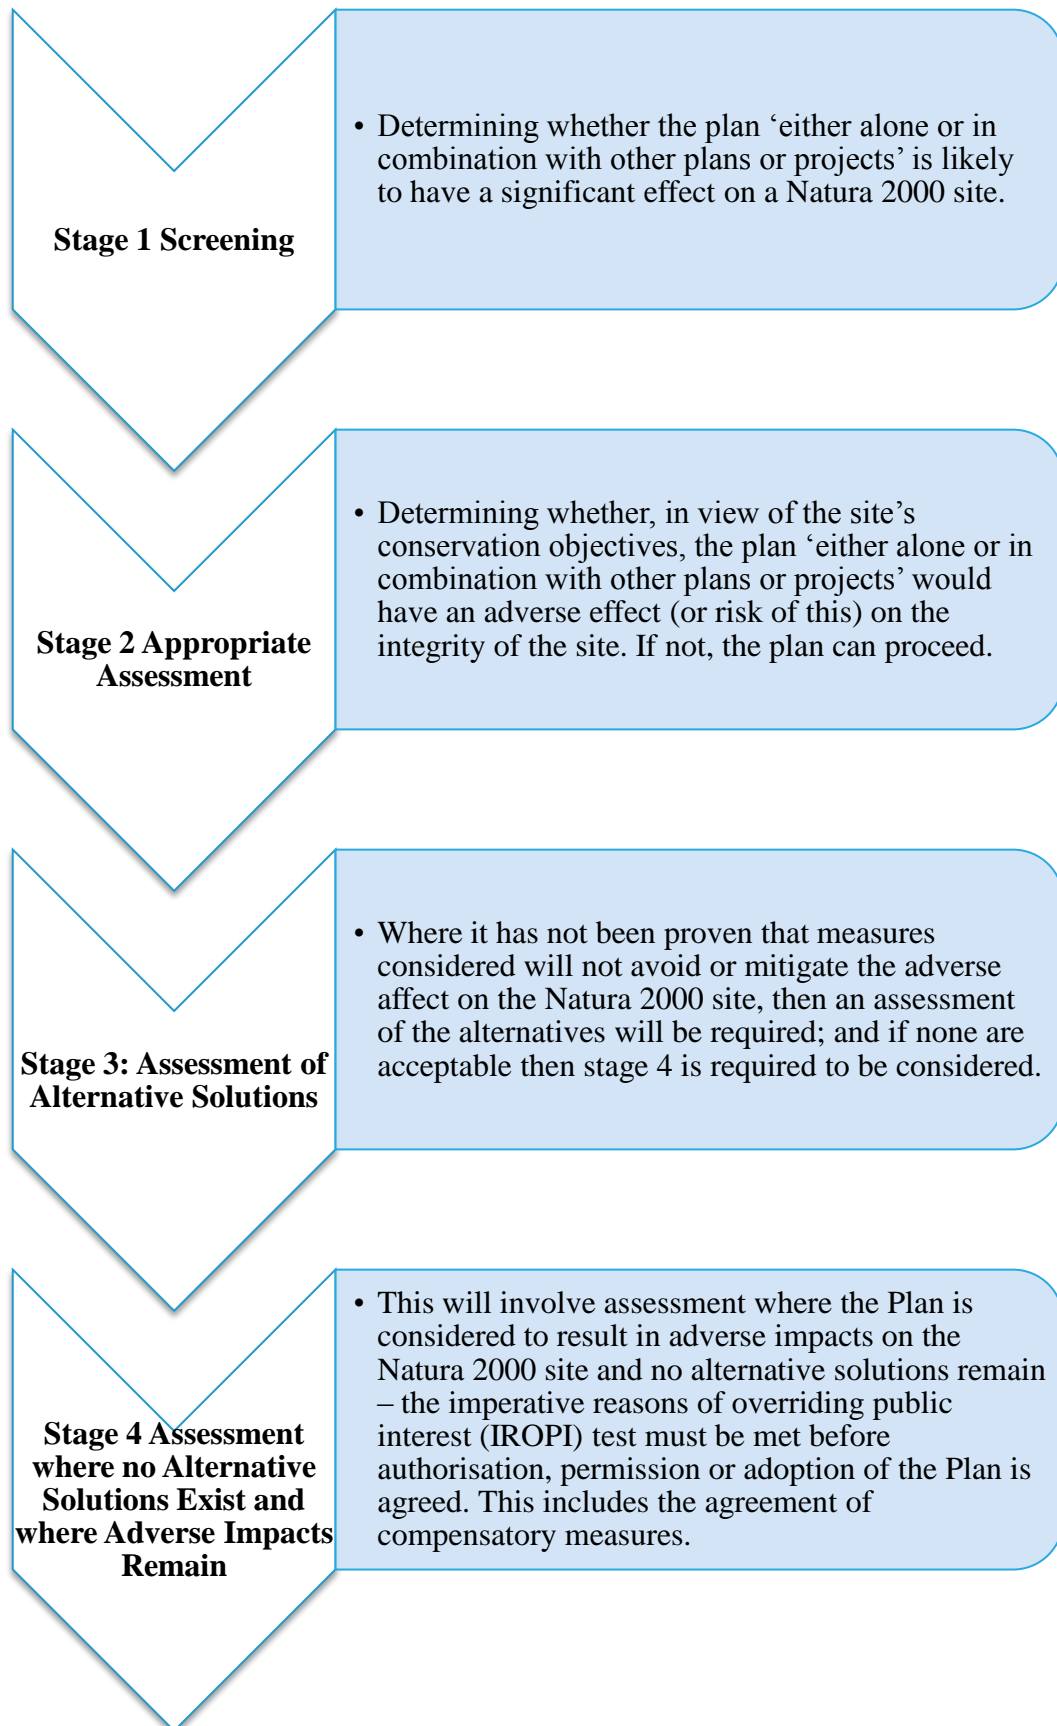 Stage 1 Screening
• Determining whether the plan ‘either alone or in
combination with other plans or projects’ is likely
to have a significant effect on a Natura 2000 site.
Stage 2 Appropriate
Assessment
• Determining whether, in view of the site’s
conservation objectives, the plan ‘either alone or in
combination with other plans or projects’ would
have an adverse effect (or risk of this) on the
integrity of the site. If not, the plan can proceed.
Stage 3: Assessment of
Alternative Solutions
• Where it has not been proven that measures
considered will not avoid or mitigate the adverse
affect on the Natura 2000 site, then an assessment
of the alternatives will be required; and if none are
acceptable then stage 4 is required to be considered.
Stage 4 Assessment
where no Alternative
Solutions Exist and
where Adverse Impacts
Remain
• This will involve assessment where the Plan is
considered to result in adverse impacts on the
Natura 2000 site and no alternative solutions remain
– the imperative reasons of overriding public
interest (IROPI) test must be met before
authorisation, permission or adoption of the Plan is
agreed. This includes the agreement of
compensatory measures.